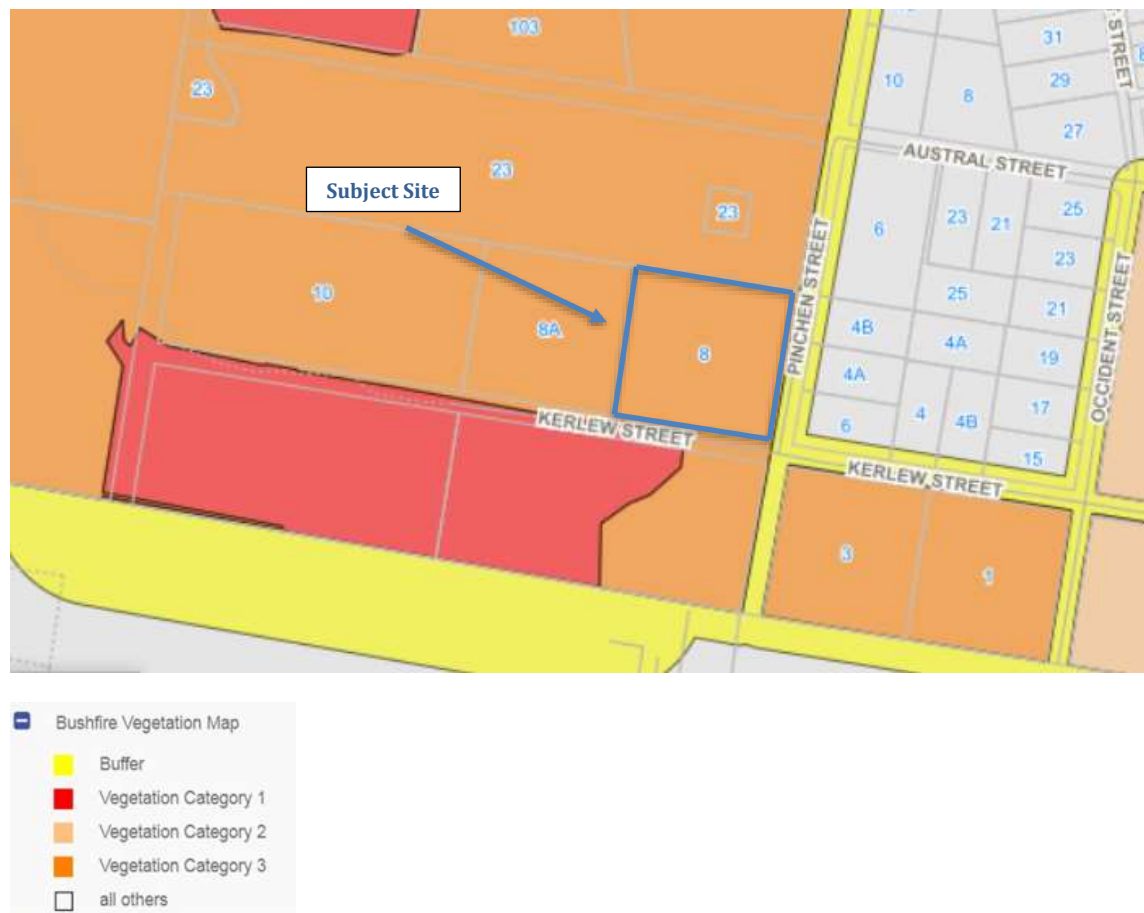 103
31
STREET
23
10
8
29
27
AUSTRAL STREET
Subject Site
23
23
6
23
21
25
23
10
8A
8
PINCHEN STREET
25
21
OCCIDENT STREET
4B
4A
19
4A
KERLEW STREET
6
4
4B
17
15
KERLEW STREET
3
1
Bushfire Vegetation Map
Buffer
Vegetation Category 1
Vegetation Category 2
Vegetation Category 3
all others